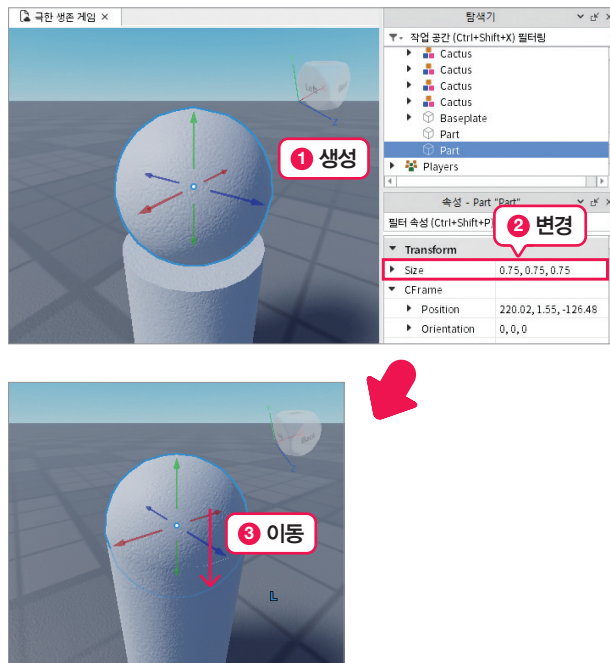 극한 생존 게임 ×
탐색기
작업 공간 (Ctrl+Shift+X) 필터링
Cactus
Cactus
Cactus
Cactus
Baseplate
Part
Part
Players
① 생성
속성 - Part "Part"
필터 속성 (Ctrl+Shift+P)
② 변경
Transform
Size 0.75, 0.75, 0.75
CFrame
Position 220.02, 1.55, -126.48
Orientation 0, 0, 0
③ 이동
L